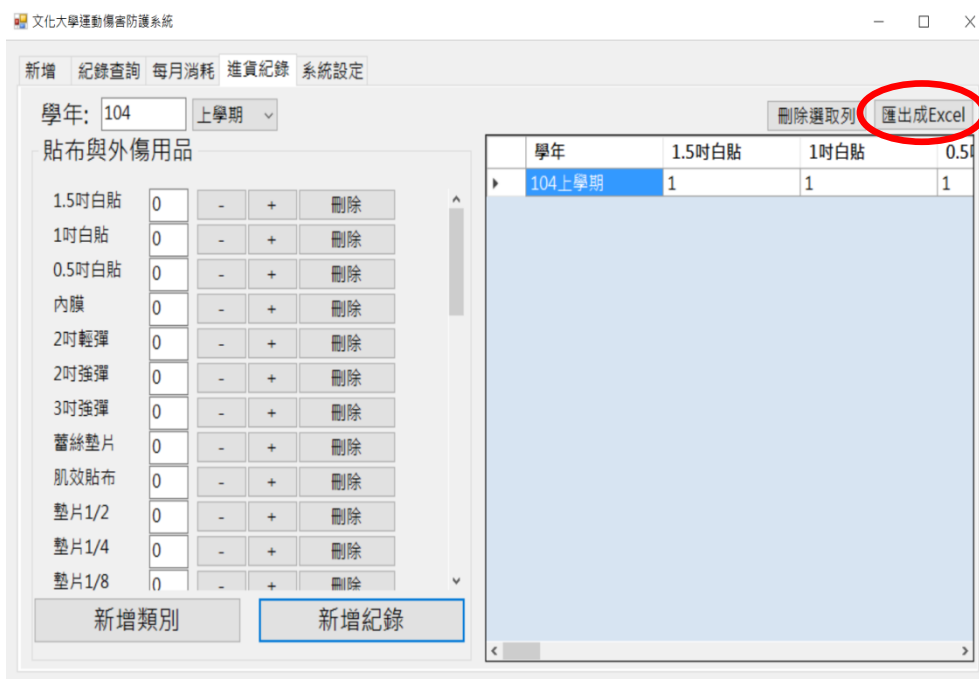 文化大學運動傷害防護系統
新增 紀錄查詢 每月消耗 進貨紀錄 系統設定
學年: 104 上學期 刪除選取列 匯出成Excel
貼布與外傷用品
學年 1.5吋白貼 1吋白貼 0.5
104上學期 1 1 1
1.5吋白貼 0 - + 刪除
1吋白貼 0 - + 刪除
0.5吋白貼 0 - + 刪除
內膜 0 - + 刪除
2吋輕彈 0 - + 刪除
2吋強彈 0 - + 刪除
3吋強彈 0 - + 刪除
蕾絲墊片 0 - + 刪除
肌效貼布 0 - + 刪除
墊片1/2 0 - + 刪除
墊片1/4 0 - + 刪除
墊片1/8 0 - + 刪除
新增類別 新增紀錄